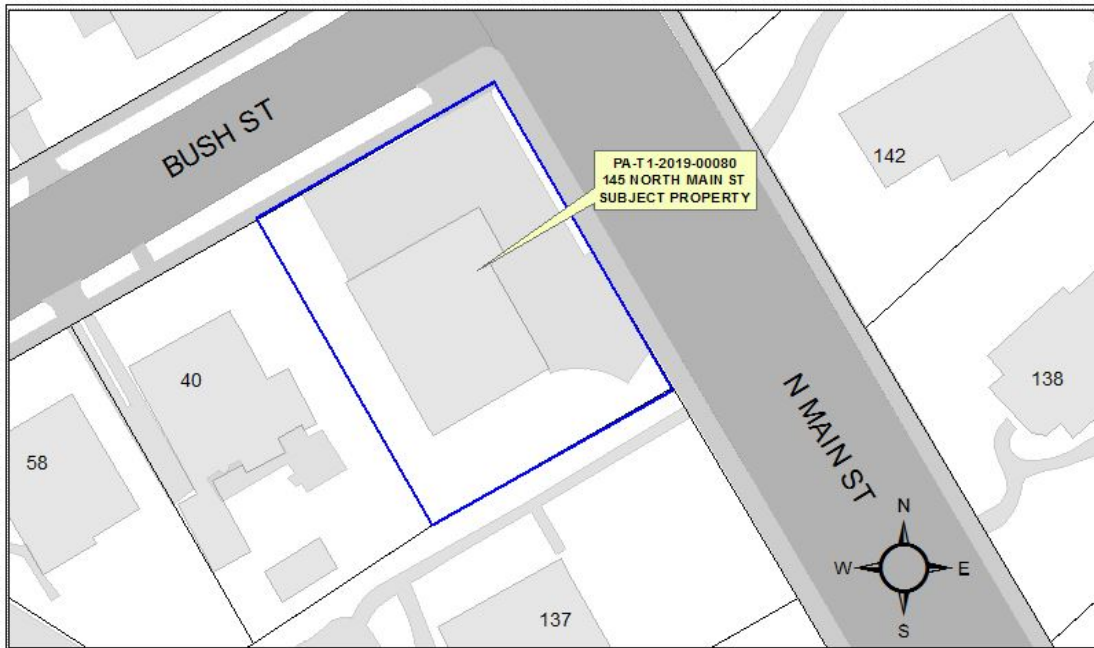 BUSH ST
PA-T1-2019-00080
145 NORTH MAIN ST
SUBJECT PROPERTY
142
40
138
58
N MAIN ST
N
W
E
S
137